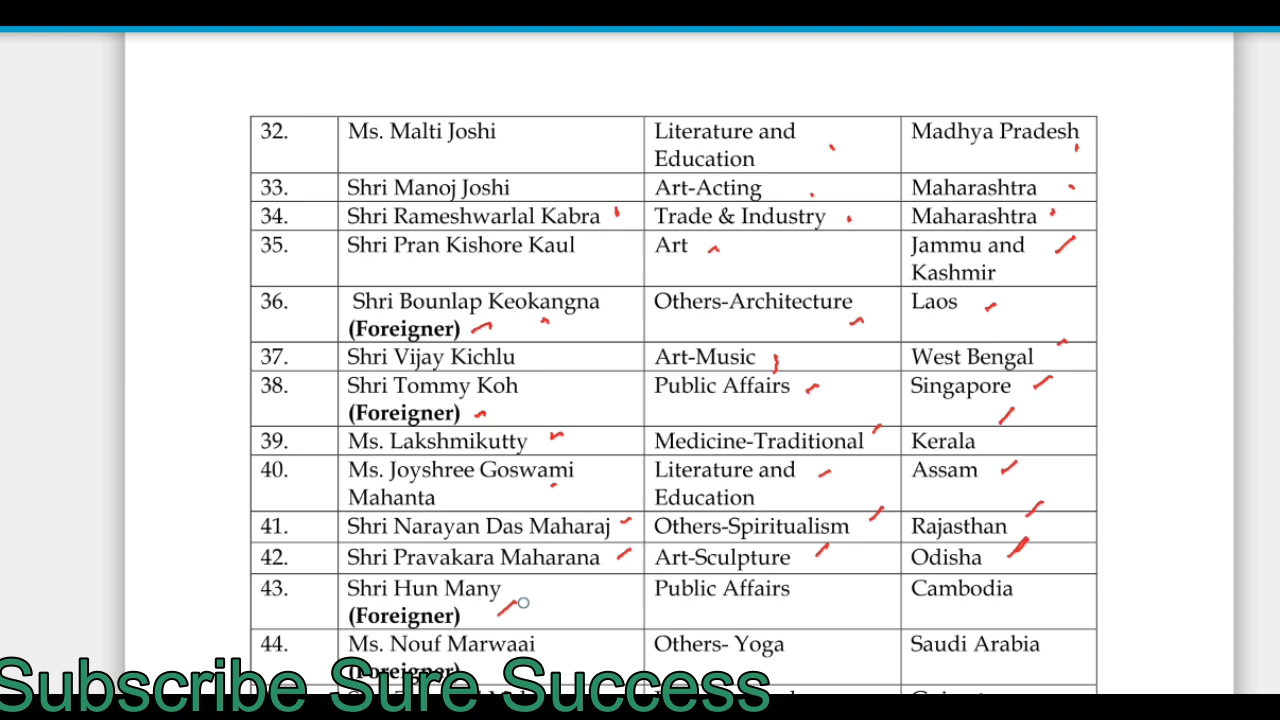 32. Ms. Malti Joshi Literature and Madhya Pradesh
Education
33. Shri Manoj Joshi Art-Acting Maharashtra
34. Shri Rameshwarlal Kabra Trade & Industry Maharashtra
35. Shri Pran Kishore Kaul Art Jammu and
Kashmir
36. Shri Bounlap Keokangna Others-Architecture Laos
(Foreigner)
37. Shri Vijay Kichlu Art-Music West Bengal
38. Shri Tommy Koh Public Affairs Singapore
(Foreigner)
39. Ms. Lakshmikutty Medicine-Traditional Kerala
40. Ms. Joyshree Goswami Literature and Assam
Mahanta Education
41. Shri Narayan Das Maharaj Others-Spiritualism Rajasthan
42. Shri Pravakara Maharana Art-Sculpture Odisha
43. Shri Hun Many Public Affairs Cambodia
(Foreigner)
44. Ms. Nouf Marwaai Others- Yoga Saudi Arabia
(Foreigner)
Subscribe Sure Success